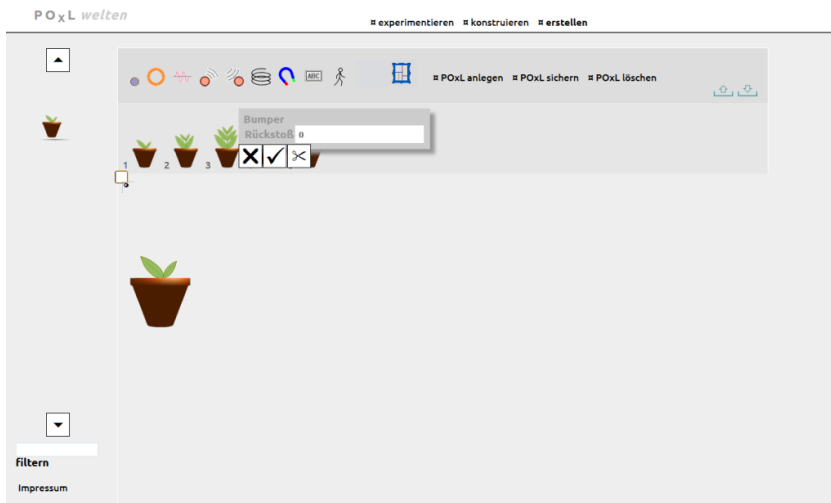 POXL welten
¤ experimentieren ¤ konstruieren ¤ erstellen
ABC
¤ POxL anlegen ¤ POxL sichern ¤ POxL löschen
Bumper
Rückstoß 0
1 2 3
filtern
Impressum